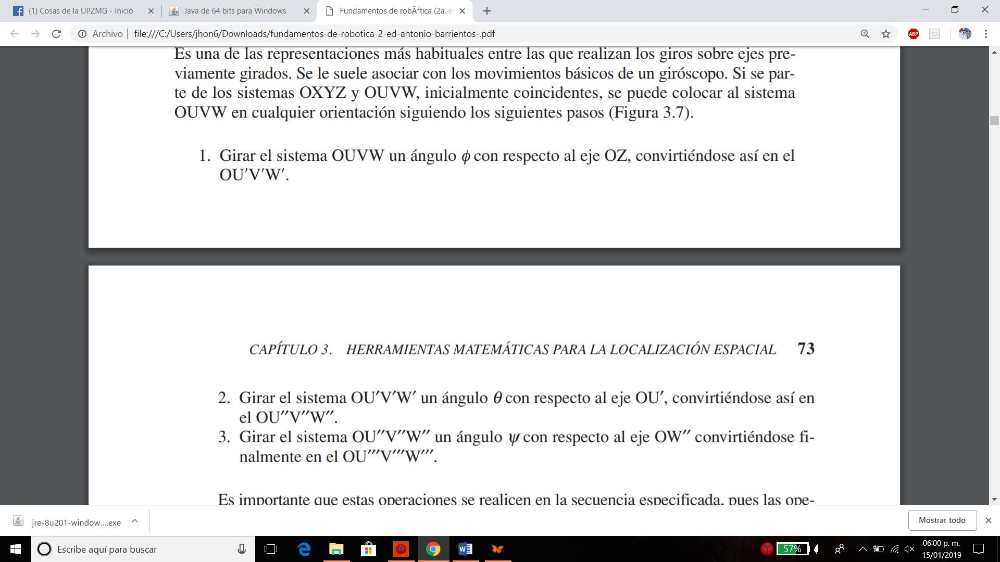 (1) Cosas de la UPZMG - Inicio
Java de 64 bits para Windows
Fundamentos de robÃ³tica (2a. e
Archivo
file:///C:/Users/jhon6/Downloads/fundamentos-de-robotica-2-ed-antonio-barrientos-.pdf
ABP
Es una de las representaciones más habituales entre las que realizan los giros sobre ejes pre-
viamente girados. Se le suele asociar con los movimientos básicos de un giróscopo. Si se par-
te de los sistemas OXYZ y OUVW, inicialmente coincidentes, se puede colocar al sistema
OUVW en cualquier orientación siguiendo los siguientes pasos (Figura 3.7).
1. Girar el sistema OUVW un ángulo ϕ con respecto al eje OZ, convirtiéndose así en el
OU′V′W′.
CAPÍTULO 3. HERRAMIENTAS MATEMÁTICAS PARA LA LOCALIZACIÓN ESPACIAL 73
2. Girar el sistema OU′V′W′ un ángulo θ con respecto al eje OU′, convirtiéndose así en
el OU″V″W″.
3. Girar el sistema OU″V″W″ un ángulo ψ con respecto al eje OW″ convirtiéndose fi-
nalmente en el OU‴V‴W‴.
Es importante que estas operaciones se realicen en la secuencia especificada, pues las ope-
jre-8u201-window....exe
Mostrar todo
Escribe aquí para buscar
57%
06:00 p. m.
15/01/2019